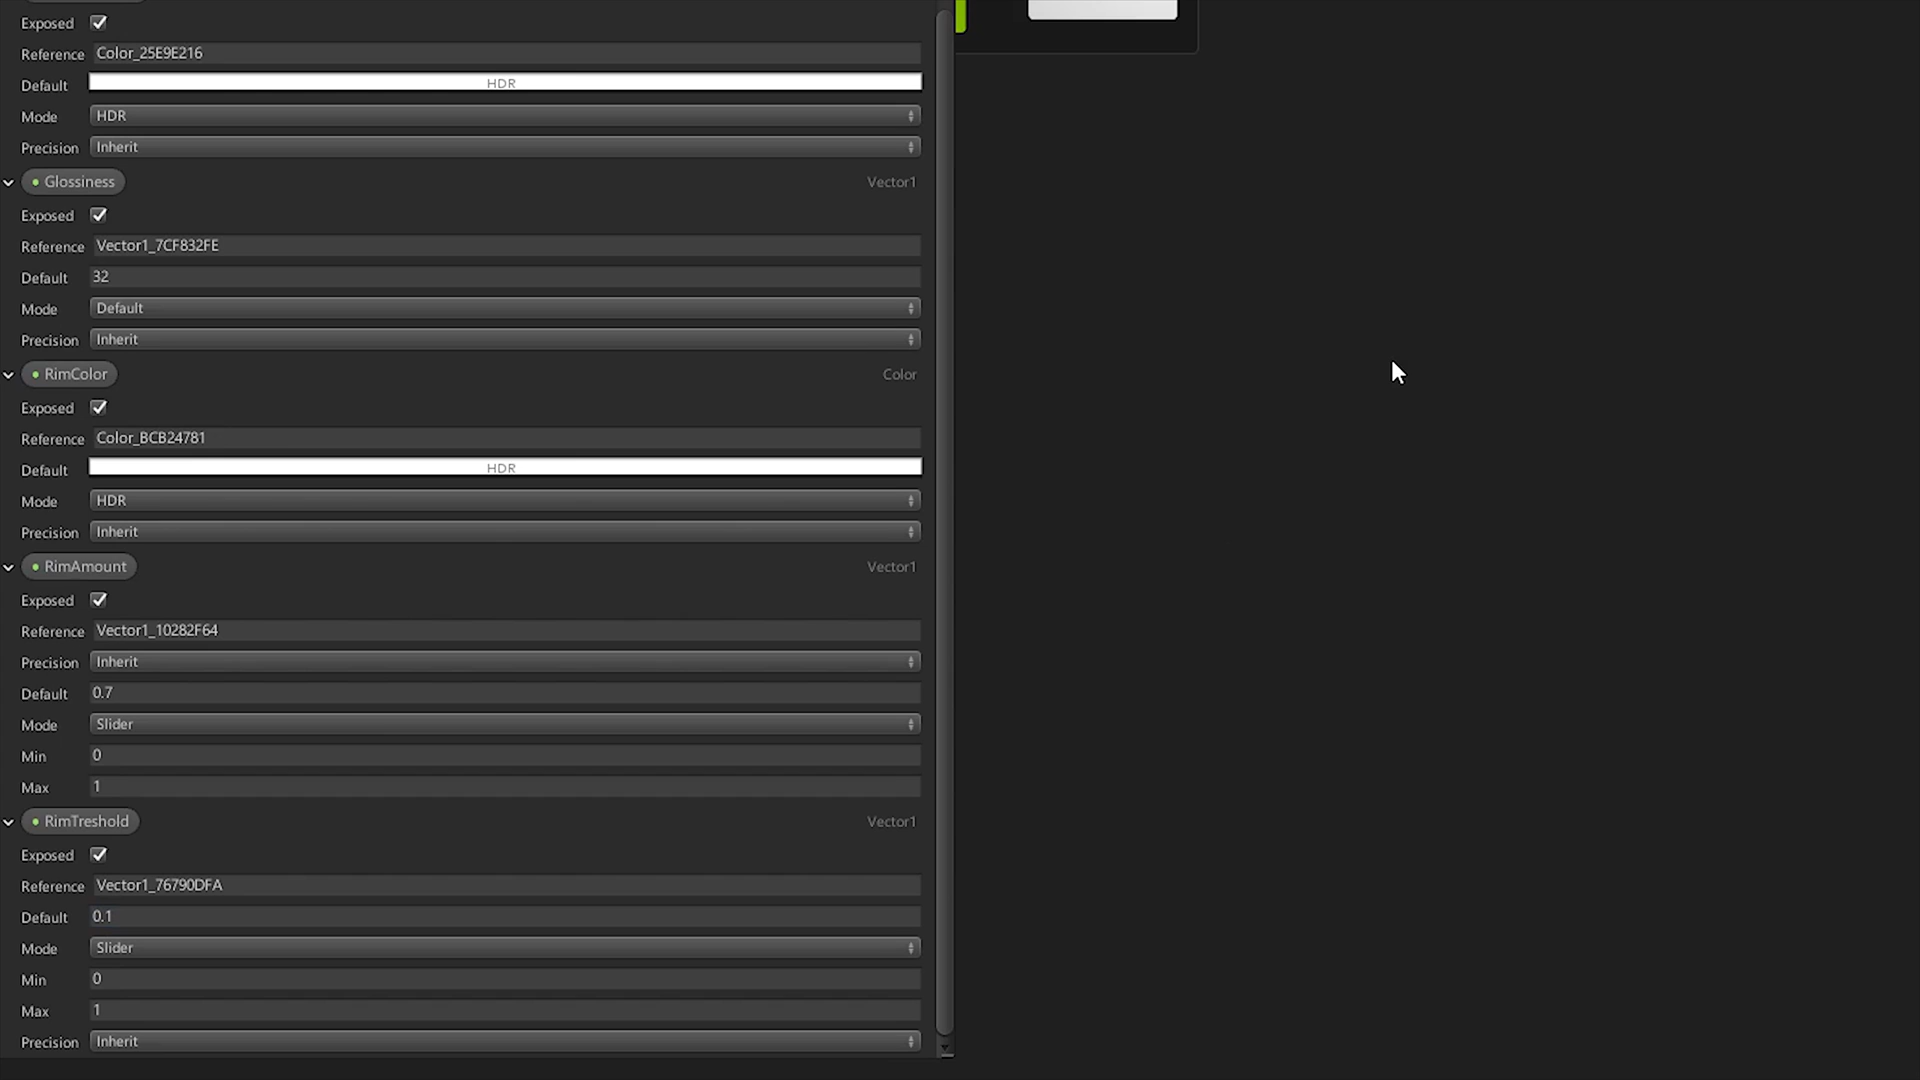 Exposed
Reference Color_25E9E216
Default HDR
Mode HDR
Precision Inherit
Glossiness Vector1
Exposed
Reference Vector1_7CF832FE
Default 32
Mode Default
Precision Inherit
RimColor Color
Exposed
Reference Color_BCB24781
Default HDR
Mode HDR
Precision Inherit
RimAmount Vector1
Exposed
Reference Vector1_10282F64
Precision Inherit
Default 0.7
Mode Slider
Min 0
Max 1
RimTreshold Vector1
Exposed
Reference Vector1_76790DFA
Default 0.1
Mode Slider
Min 0
Max 1
Precision Inherit